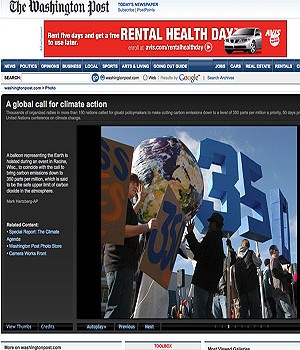 The Washington Post
TODAY'S NEWSPAPER
Subscribe | PostPoints
Rent five days and get a free RENTAL HEALTH DAY
to use later.
enroll at avis.com/rentalhealthday
AVIS
NEWS POLITICS OPINIONS BUSINESS LOCAL SPORTS ARTS & LIVING GOING OUT GUIDE JOBS CARS REAL ESTATE RENTALS
SEARCH: washingtonpost.com Web | Results by Google | Search Archives
washingtonpost.com > Photo
A global call for climate action
Thousands of organized rallies in more than 150 nations called for global policymakers to make cutting carbon emissions down to a level of 350 parts per million a priority, 50 days prior
United Nations conference on climate change.
A balloon representing the Earth is
holding during an event in Racine,
Wisc., to coincide with the call to
bring carbon emissions down to
350 parts per million, which is said
to be the safe upper limit of carbon
dioxide in the atmosphere.
Mark Hertzberg-AP
Related Content:
• Special Report: The Climate
Agenda
• Washington Post Photo Store
• Camera Works Front
35
350
View Thumbs Credits Autoplay> Previous Next
More on washingtonpost.com
TOOLBOX
Most Viewed Galleries